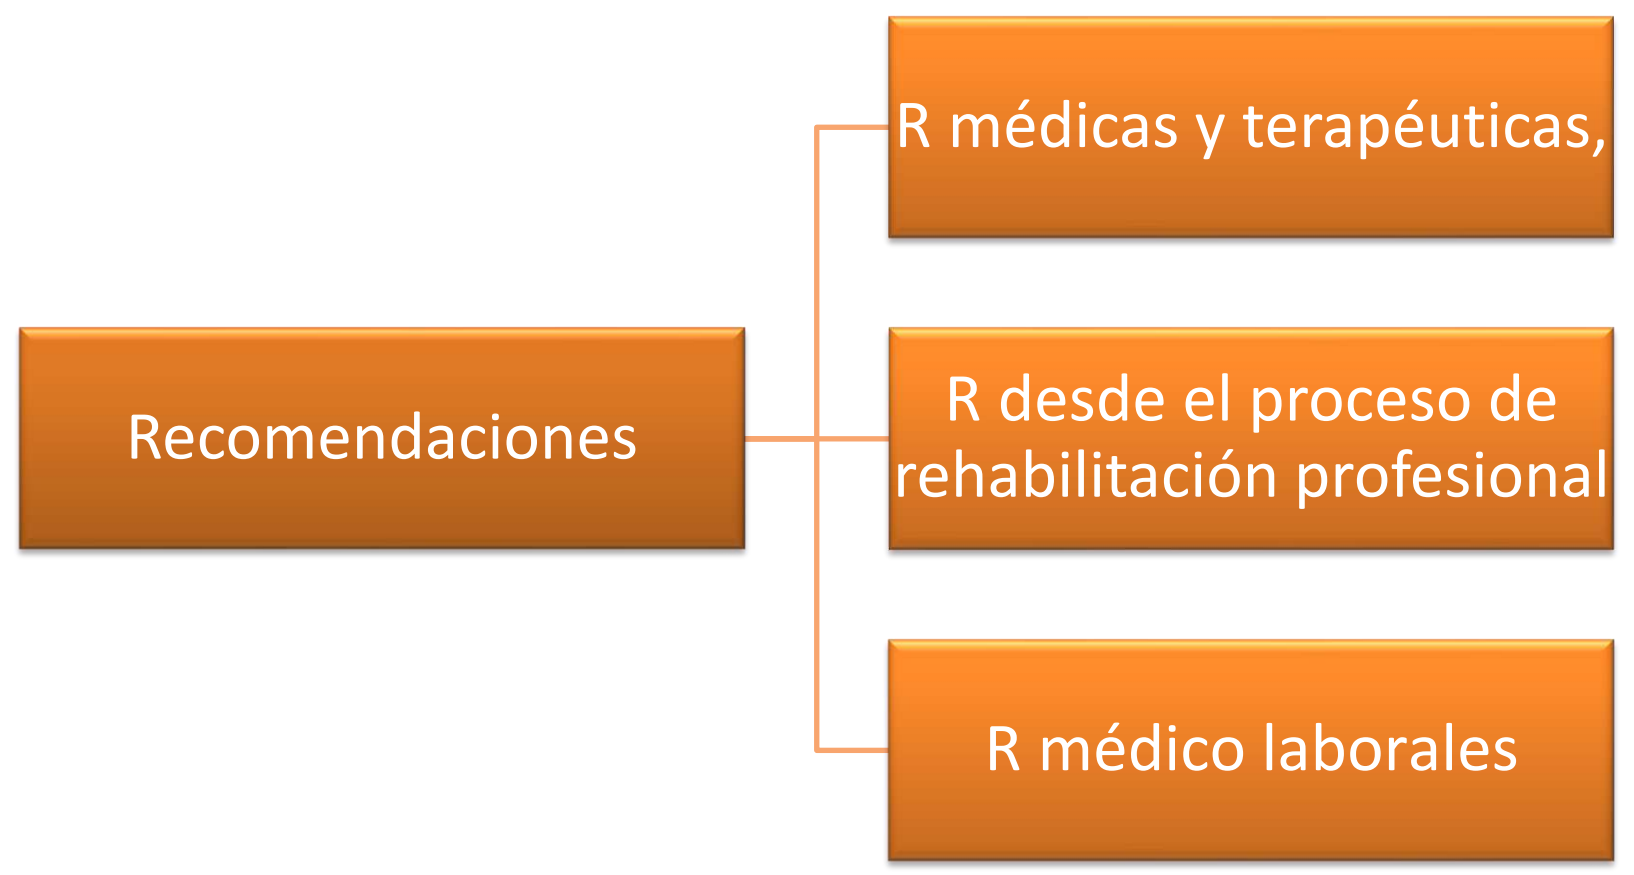 R médicas y terapéuticas,
Recomendaciones
R desde el proceso de
rehabilitación profesional
R médico laborales